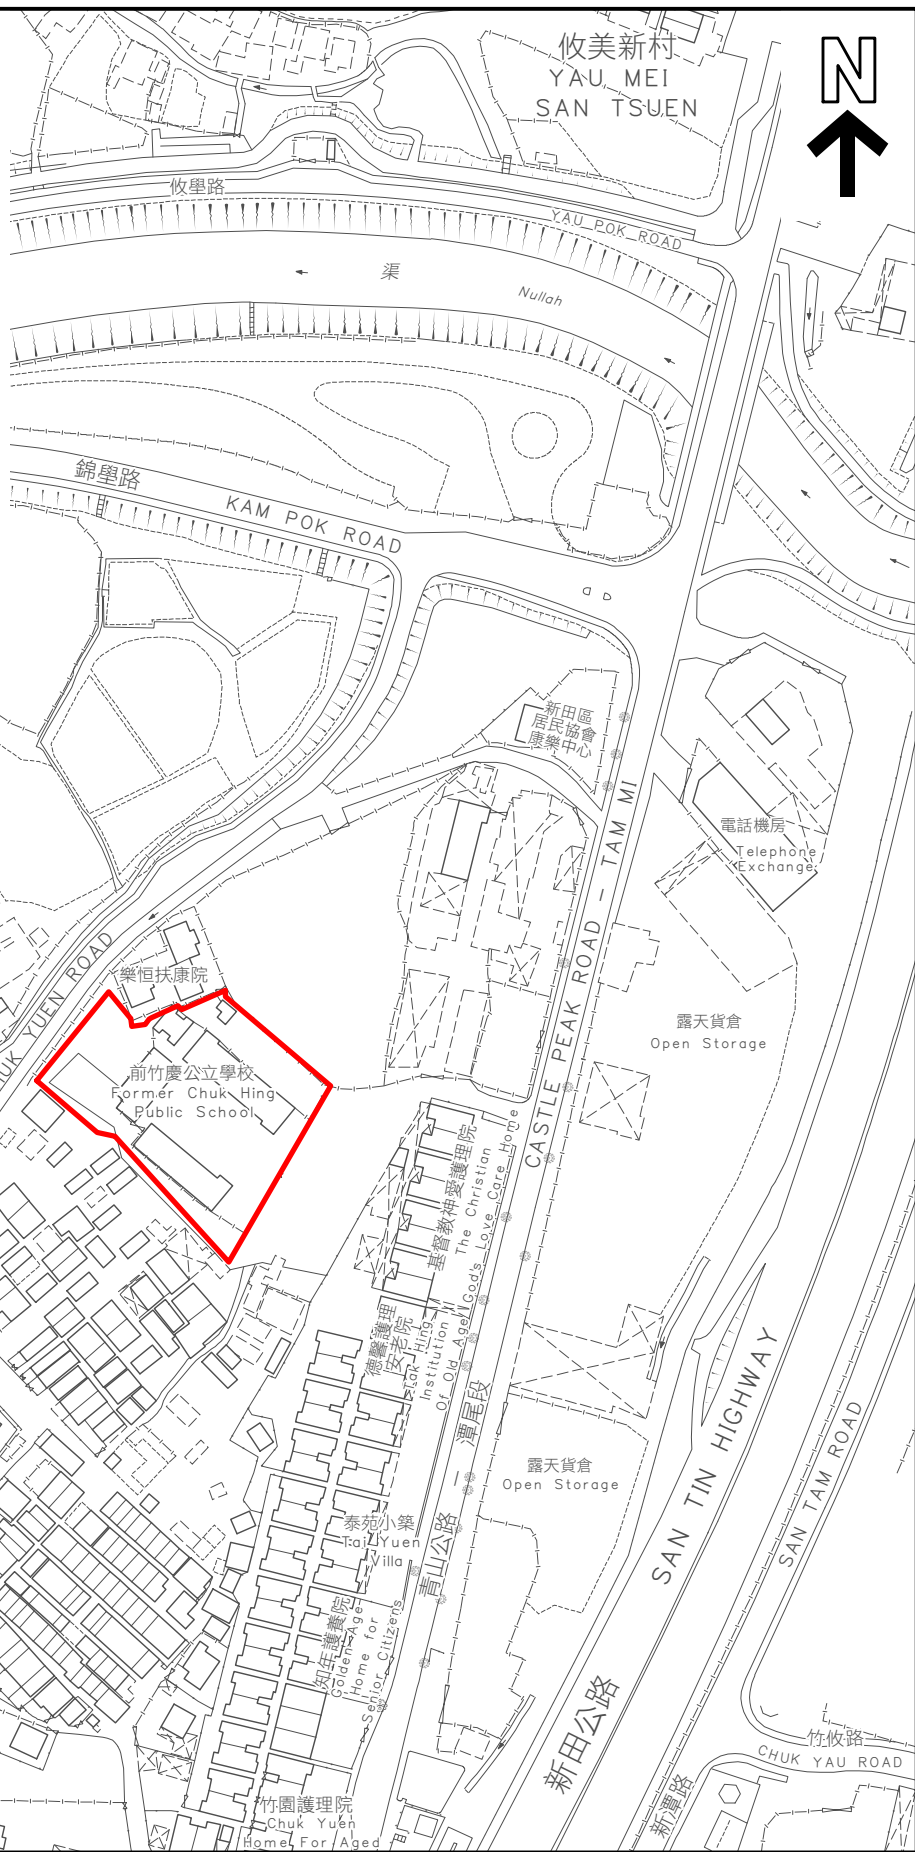 攸美新村
YAU MEI
SAN TSUEN
N
攸學路
YAU POK ROAD
渠
Nullah
錦學路
KAM POK ROAD
新田區
居民協會
康樂中心
電話機房
Telephone
Exchange
CHUK YUEN ROAD
樂恒扶康院
前竹慶公立學校
Former Chuk Hing
Public School
露天貨倉
Open Storage
CASTLE PEAK ROAD - TAM MI
基督教神愛護理院
The Christian
God's Love Care Home
德馨護理
安老院
Tak Hing
Institution
Of Old Age
青山公路 - 潭尾段
露天貨倉
Open Storage
SAN TIN HIGHWAY
新田公路
SAN TAM ROAD
新潭路
泰苑小築
Tai Yuen
Villa
知年護養院
Golden Age
Home for
Senior Citizens
竹攸路
CHUK YAU ROAD
竹園護理院
Chuk Yuen
Home For Aged